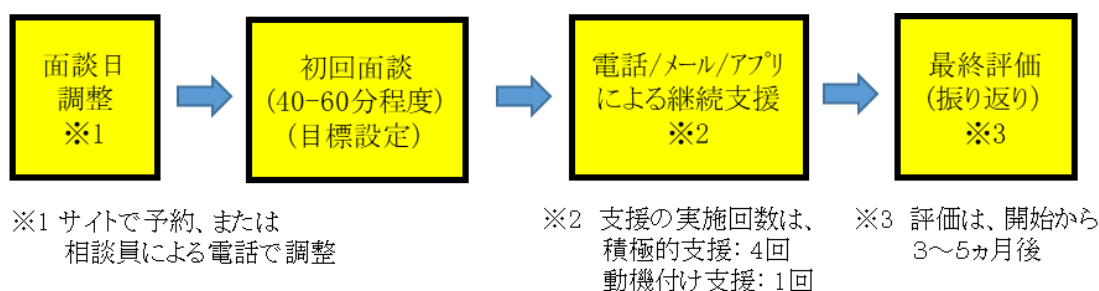 面談日
調整
※1
初回面談
(40-60分程度)
(目標設定)
電話/メール/アプリ
による継続支援
※2
最終評価
(振り返り)
※3
※1 サイトで予約、または
相談員による電話で調整
※2 支援の実施回数は、
積極的支援：4回
動機付け支援：1回
※3 評価は、開始から
3～5ヵ月後